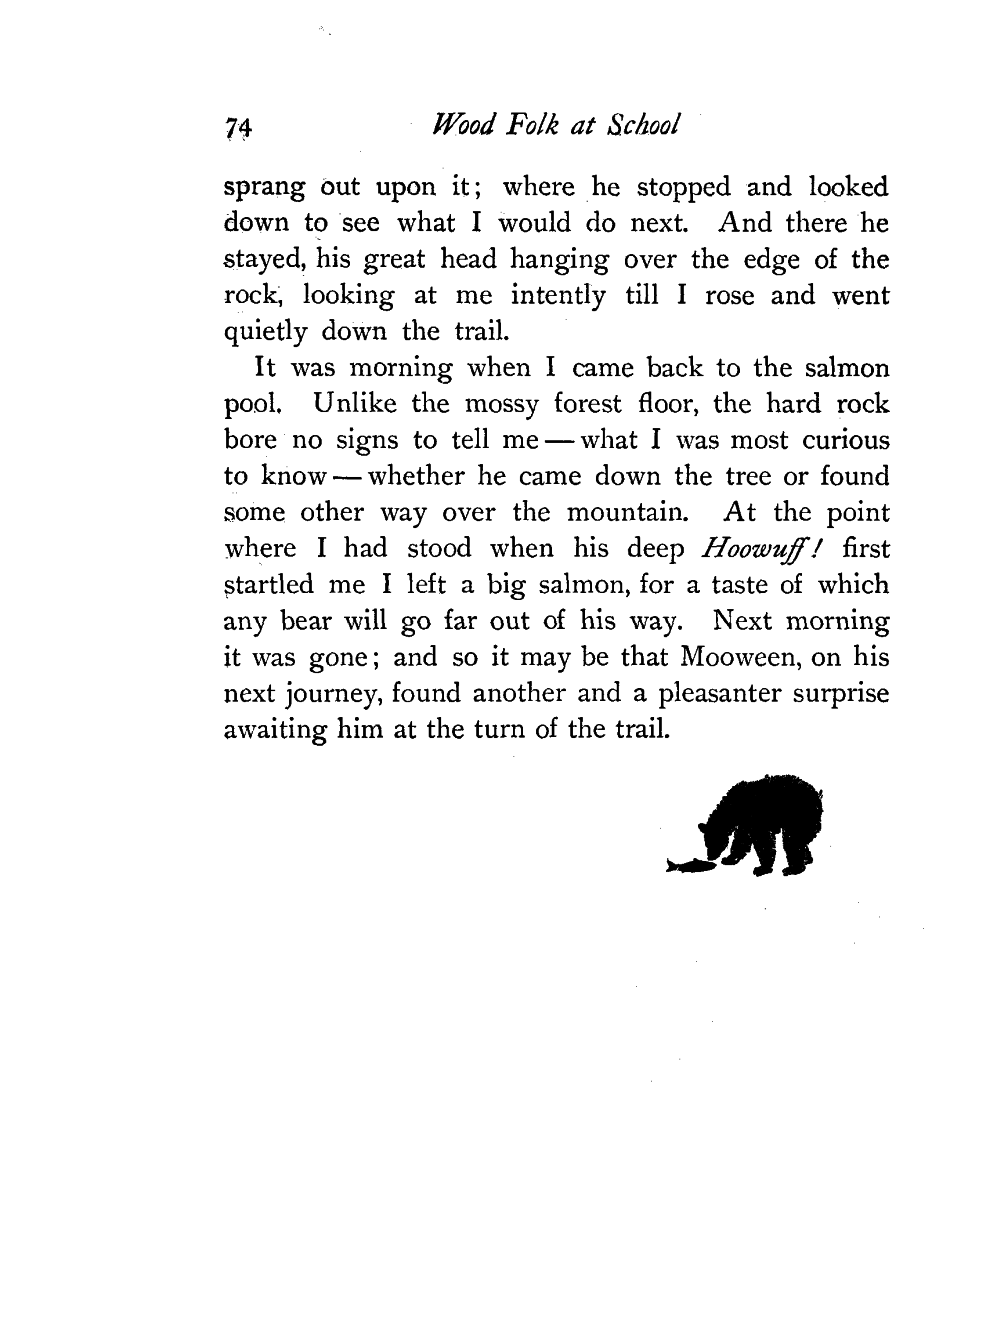 74 Wood Folk at School
sprang out upon it; where he stopped and looked
down to see what I would do next. And there he
stayed, his great head hanging over the edge of the
rock, looking at me intently till I rose and went
quietly down the trail.
It was morning when I came back to the salmon
pool. Unlike the mossy forest floor, the hard rock
bore no signs to tell me — what I was most curious
to know — whether he came down the tree or found
some other way over the mountain. At the point
where I had stood when his deep Hoowuff! first
startled me I left a big salmon, for a taste of which
any bear will go far out of his way. Next morning
it was gone; and so it may be that Mooween, on his
next journey, found another and a pleasanter surprise
awaiting him at the turn of the trail.